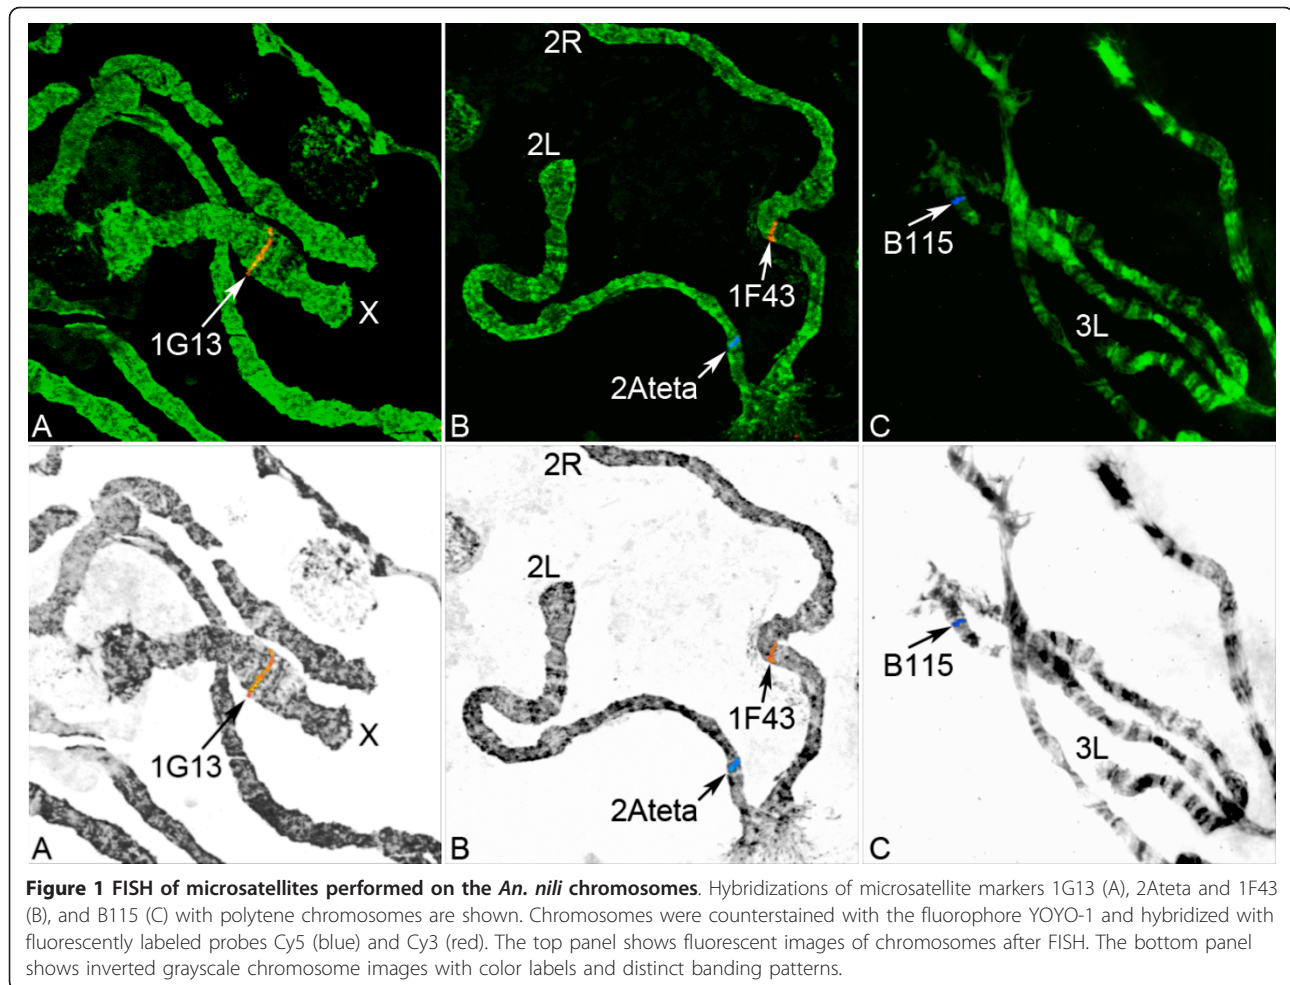 2R
2L
1G13
X
1F43
2Ateta
B115
3L
A
B
C
2R
2L
1G13
X
1F43
2Ateta
B115
3L
A
B
C
Figure 1 FISH of microsatellites performed on the An. nili chromosomes. Hybridizations of microsatellite markers 1G13 (A), 2Ateta and 1F43
(B), and B115 (C) with polytene chromosomes are shown. Chromosomes were counterstained with the fluorophore YOYO-1 and hybridized with
fluorescently labeled probes Cy5 (blue) and Cy3 (red). The top panel shows fluorescent images of chromosomes after FISH. The bottom panel
shows inverted grayscale chromosome images with color labels and distinct banding patterns.